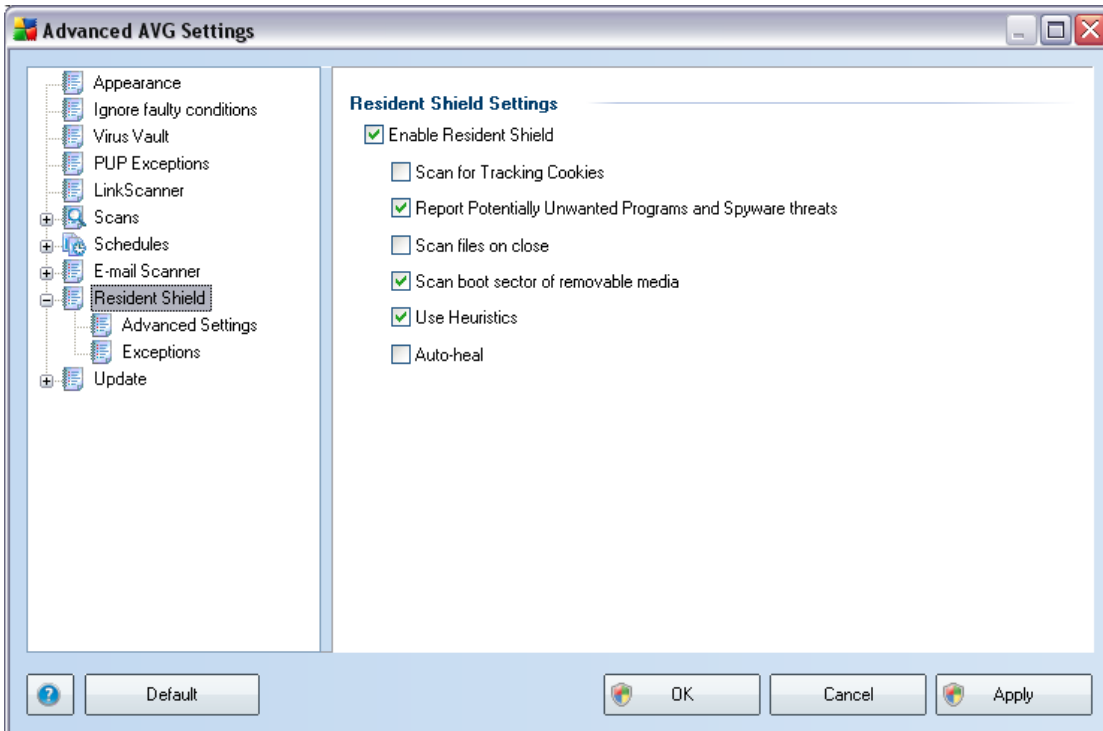 Advanced AVG Settings
Appearance
Ignore faulty conditions
Virus Vault
PUP Exceptions
LinkScanner
Scans
Schedules
E-mail Scanner
Resident Shield
Advanced Settings
Exceptions
Update
Resident Shield Settings
Enable Resident Shield
Scan for Tracking Cookies
Report Potentially Unwanted Programs and Spyware threats
Scan files on close
Scan boot sector of removable media
Use Heuristics
Auto-heal
Default
OK
Cancel
Apply